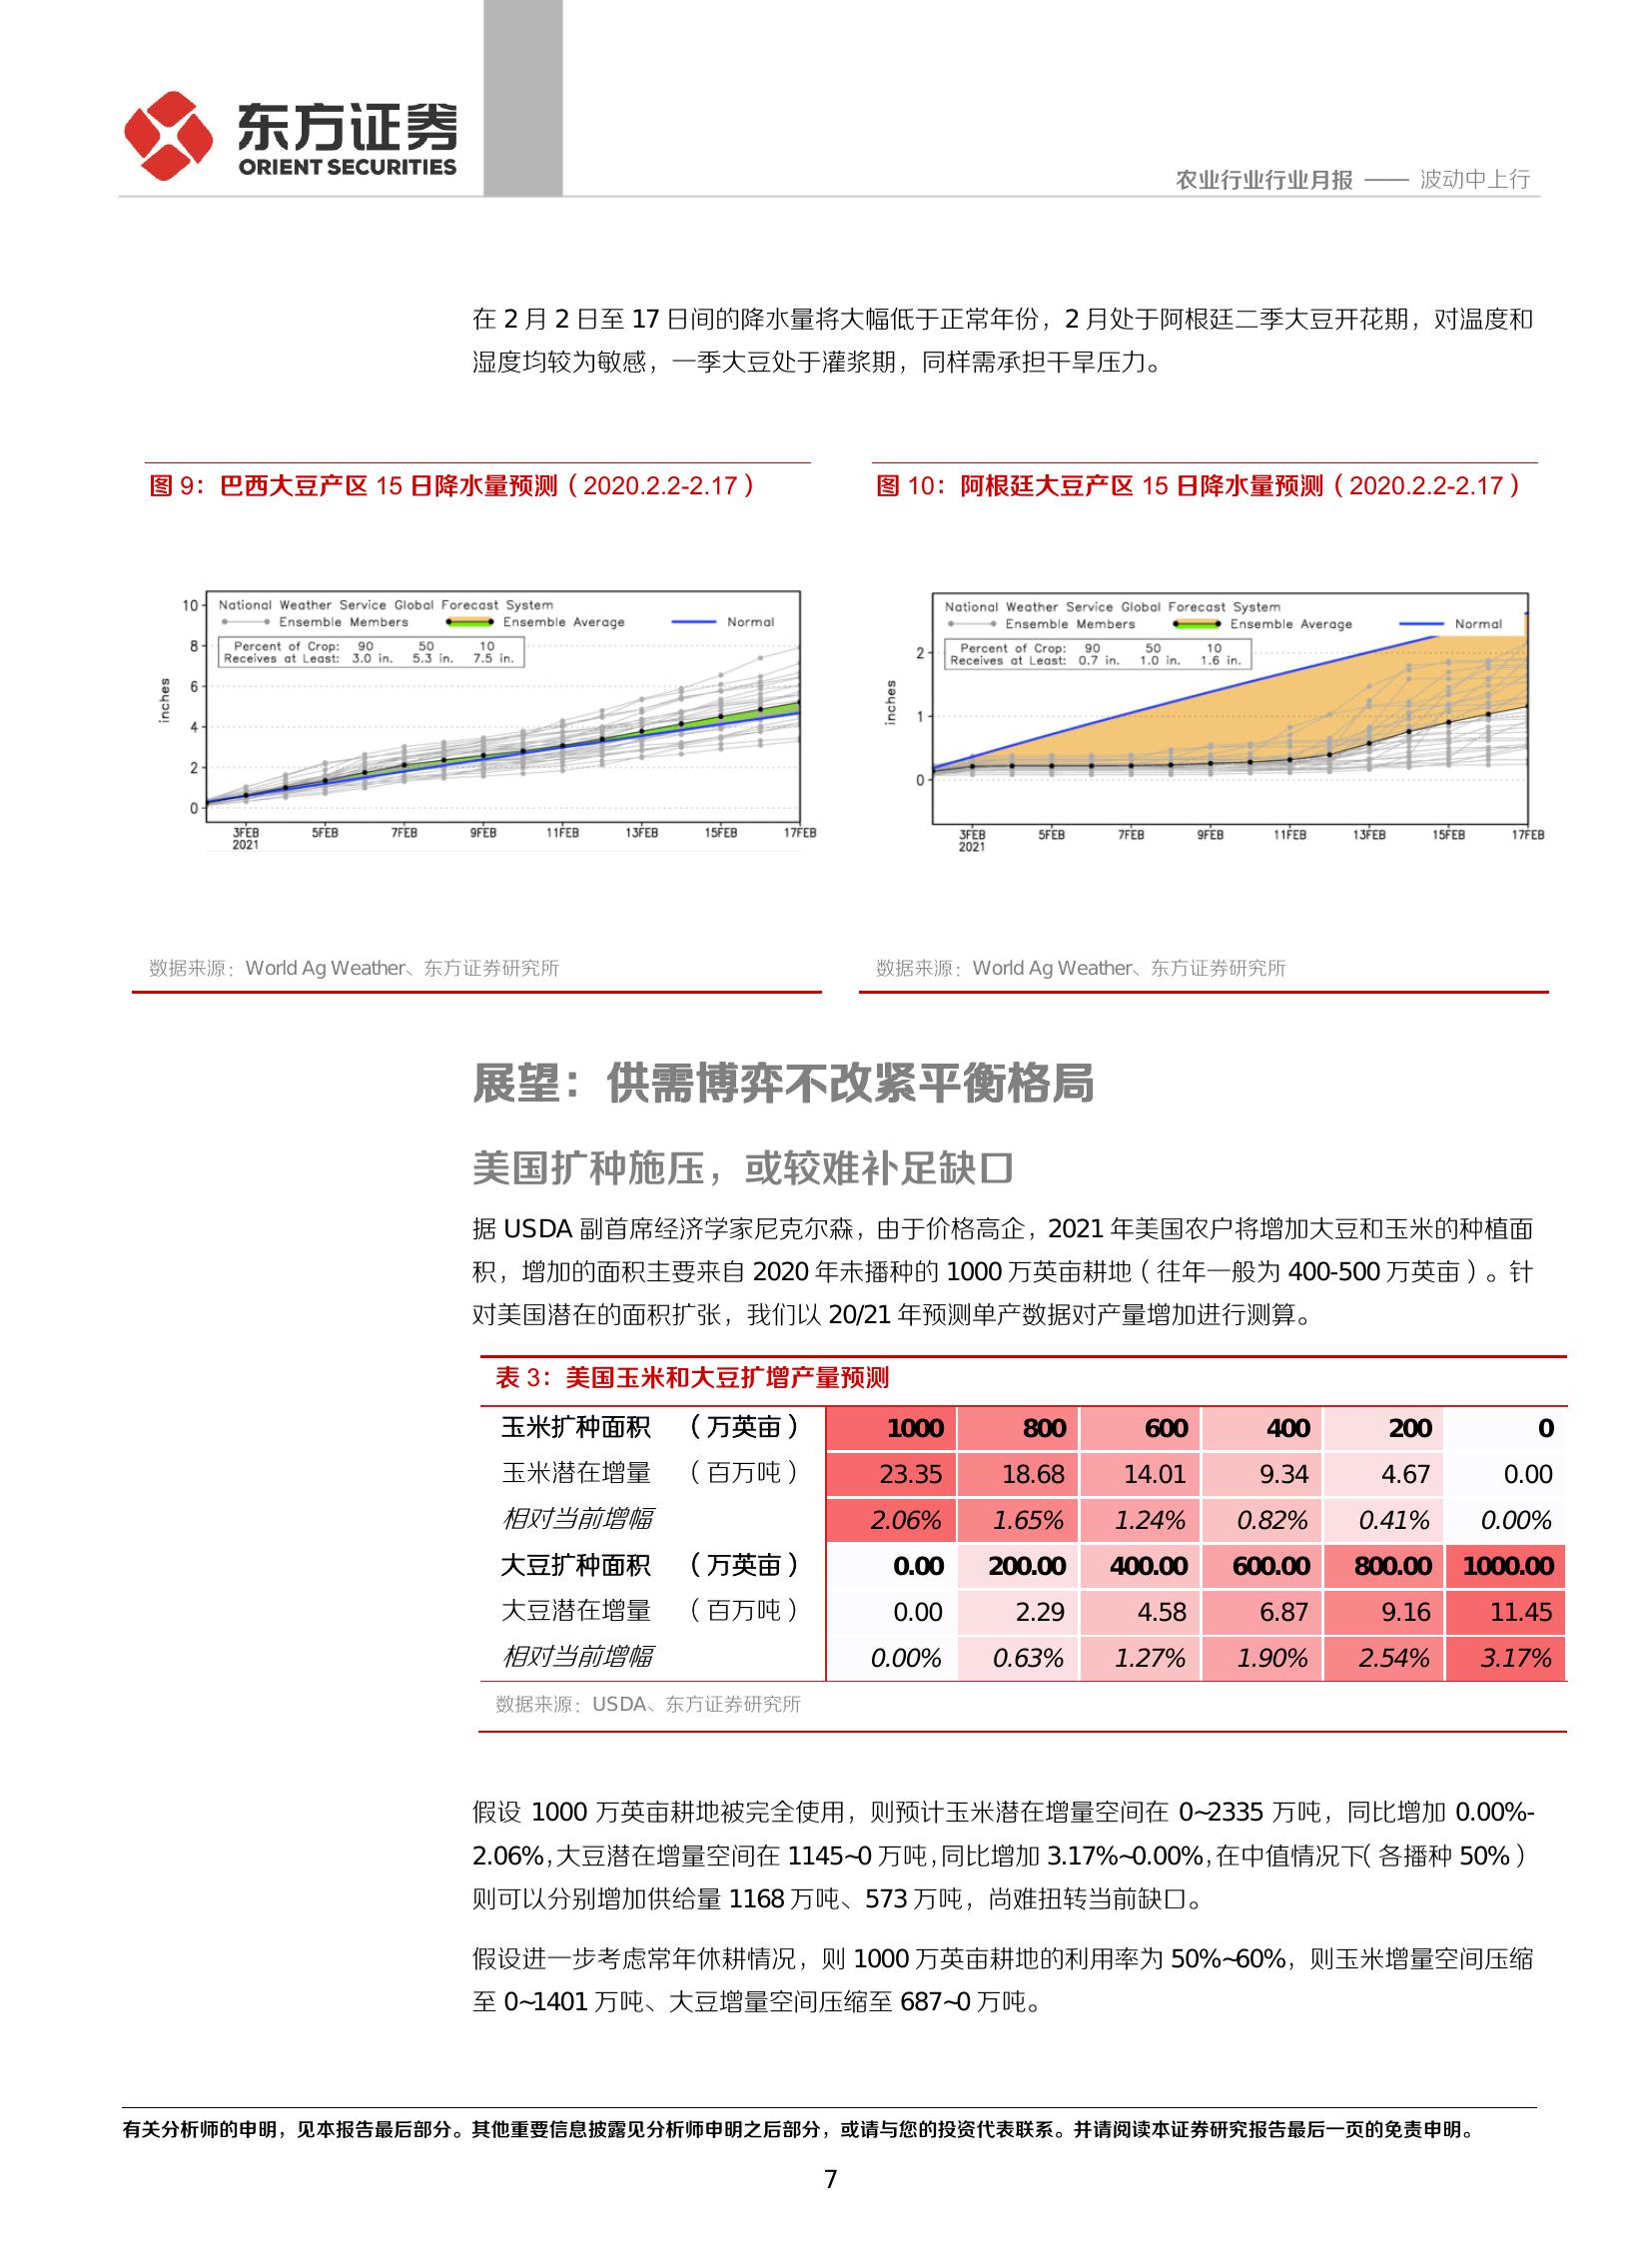 东方证券
ORIENT SECURITIES
农业行业行业月报 —— 波动中上行
在 2 月 2 日至 17 日间的降水量将大幅低于正常年份，2 月处于阿根廷二季大豆开花期，对温度和
湿度均较为敏感，一季大豆处于灌浆期，同样需承担干旱压力。
图 9：巴西大豆产区 15 日降水量预测（2020.2.2-2.17）
National Weather Service Global Forecast System
Ensemble Members Ensemble Average Normal
Percent of Crop: 90 50 10
Receives at Least: 3.0 in. 5.3 in. 7.5 in.
inches
10
8
6
4
2
0
3FEB 5FEB 7FEB 9FEB 11FEB 13FEB 15FEB 17FEB
2021
数据来源：World Ag Weather、东方证券研究所
图 10：阿根廷大豆产区 15 日降水量预测（2020.2.2-2.17）
National Weather Service Global Forecast System
Ensemble Members Ensemble Average Normal
Percent of Crop: 90 50 10
Receives at Least: 0.7 in. 1.0 in. 1.6 in.
inches
2
1
0
3FEB 5FEB 7FEB 9FEB 11FEB 13FEB 15FEB 17FEB
2021
数据来源：World Ag Weather、东方证券研究所
展望：供需博弈不改紧平衡格局
美国扩种施压，或较难补足缺口
据 USDA 副首席经济学家尼克尔森，由于价格高企，2021 年美国农户将增加大豆和玉米的种植面
积，增加的面积主要来自 2020 年未播种的 1000 万英亩耕地（往年一般为 400-500 万英亩）。针
对美国潜在的面积扩张，我们以 20/21 年预测单产数据对产量增加进行测算。
表 3：美国玉米和大豆扩增产量预测
玉米扩种面积 （万英亩） 1000 800 600 400 200 0
玉米潜在增量 （百万吨） 23.35 18.68 14.01 9.34 4.67 0.00
相对当前增幅 2.06% 1.65% 1.24% 0.82% 0.41% 0.00%
大豆扩种面积 （万英亩） 0.00 200.00 400.00 600.00 800.00 1000.00
大豆潜在增量 （百万吨） 0.00 2.29 4.58 6.87 9.16 11.45
相对当前增幅 0.00% 0.63% 1.27% 1.90% 2.54% 3.17%
数据来源：USDA、东方证券研究所
假设 1000 万英亩耕地被完全使用，则预计玉米潜在增量空间在 0~2335 万吨，同比增加 0.00%-
2.06%，大豆潜在增量空间在 1145~0 万吨，同比增加 3.17%~0.00%，在中值情况下（各播种 50%）
则可以分别增加供给量 1168 万吨、573 万吨，尚难扭转当前缺口。
假设进一步考虑常年休耕情况，则 1000 万英亩耕地的利用率为 50%~60%，则玉米增量空间压缩
至 0~1401 万吨、大豆增量空间压缩至 687~0 万吨。
有关分析师的申明，见本报告最后部分。其他重要信息披露见分析师申明之后部分，或请与您的投资代表联系。并请阅读本证券研究报告最后一页的免责申明。
7